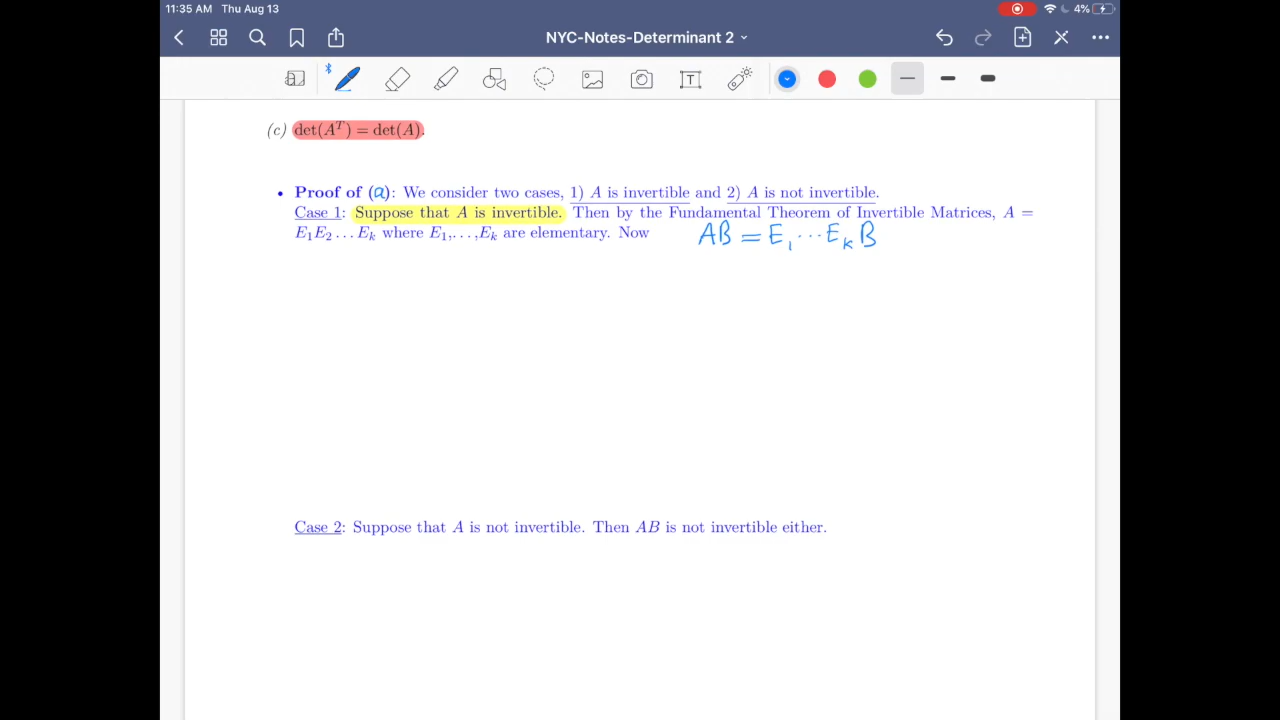 11:35 AM Thu Aug 13 4%
NYC-Notes-Determinant 2
(c) det(Aᵀ) = det(A).
• Proof of (a): We consider two cases, 1) A is invertible and 2) A is not invertible.
Case 1: Suppose that A is invertible. Then by the Fundamental Theorem of Invertible Matrices, A =
E₁E₂ . . . Eₖ where E₁,. . . ,Eₖ are elementary. Now AB = E₁ ··· Eₖ B
Case 2: Suppose that A is not invertible. Then AB is not invertible either.